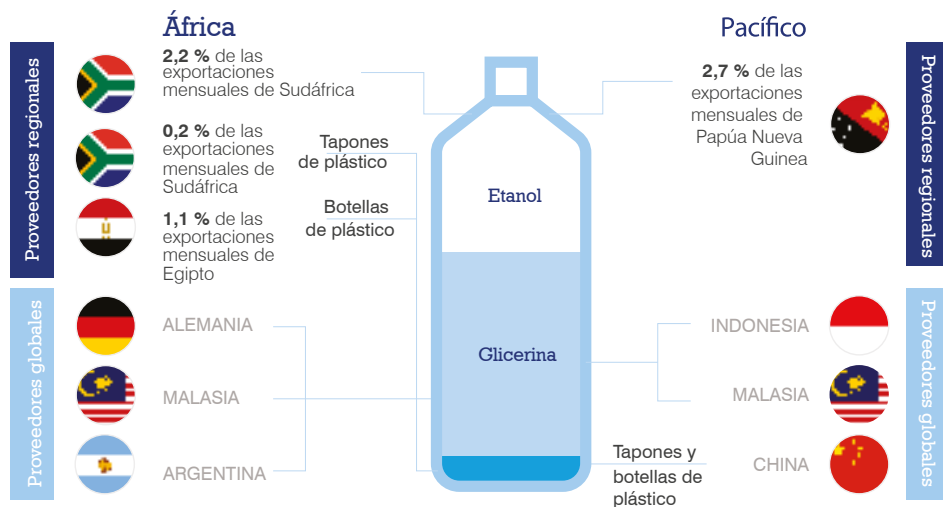 África
Proveedores regionales
2,2 % de las
exportaciones
mensuales de Sudáfrica
0,2 % de las
exportaciones
mensuales de
Sudáfrica
Tapones
de plástico
1,1 % de las
exportaciones
mensuales de
Egipto
Botellas
de plástico
Proveedores globales
ALEMANIA
MALASIA
ARGENTINA
Etanol
Glicerina
Pacífico
2,7 % de las
exportaciones
mensuales de
Papúa Nueva
Guinea
Proveedores regionales
INDONESIA
MALASIA
CHINA
Tapones y
botellas de
plástico
Proveedores globales